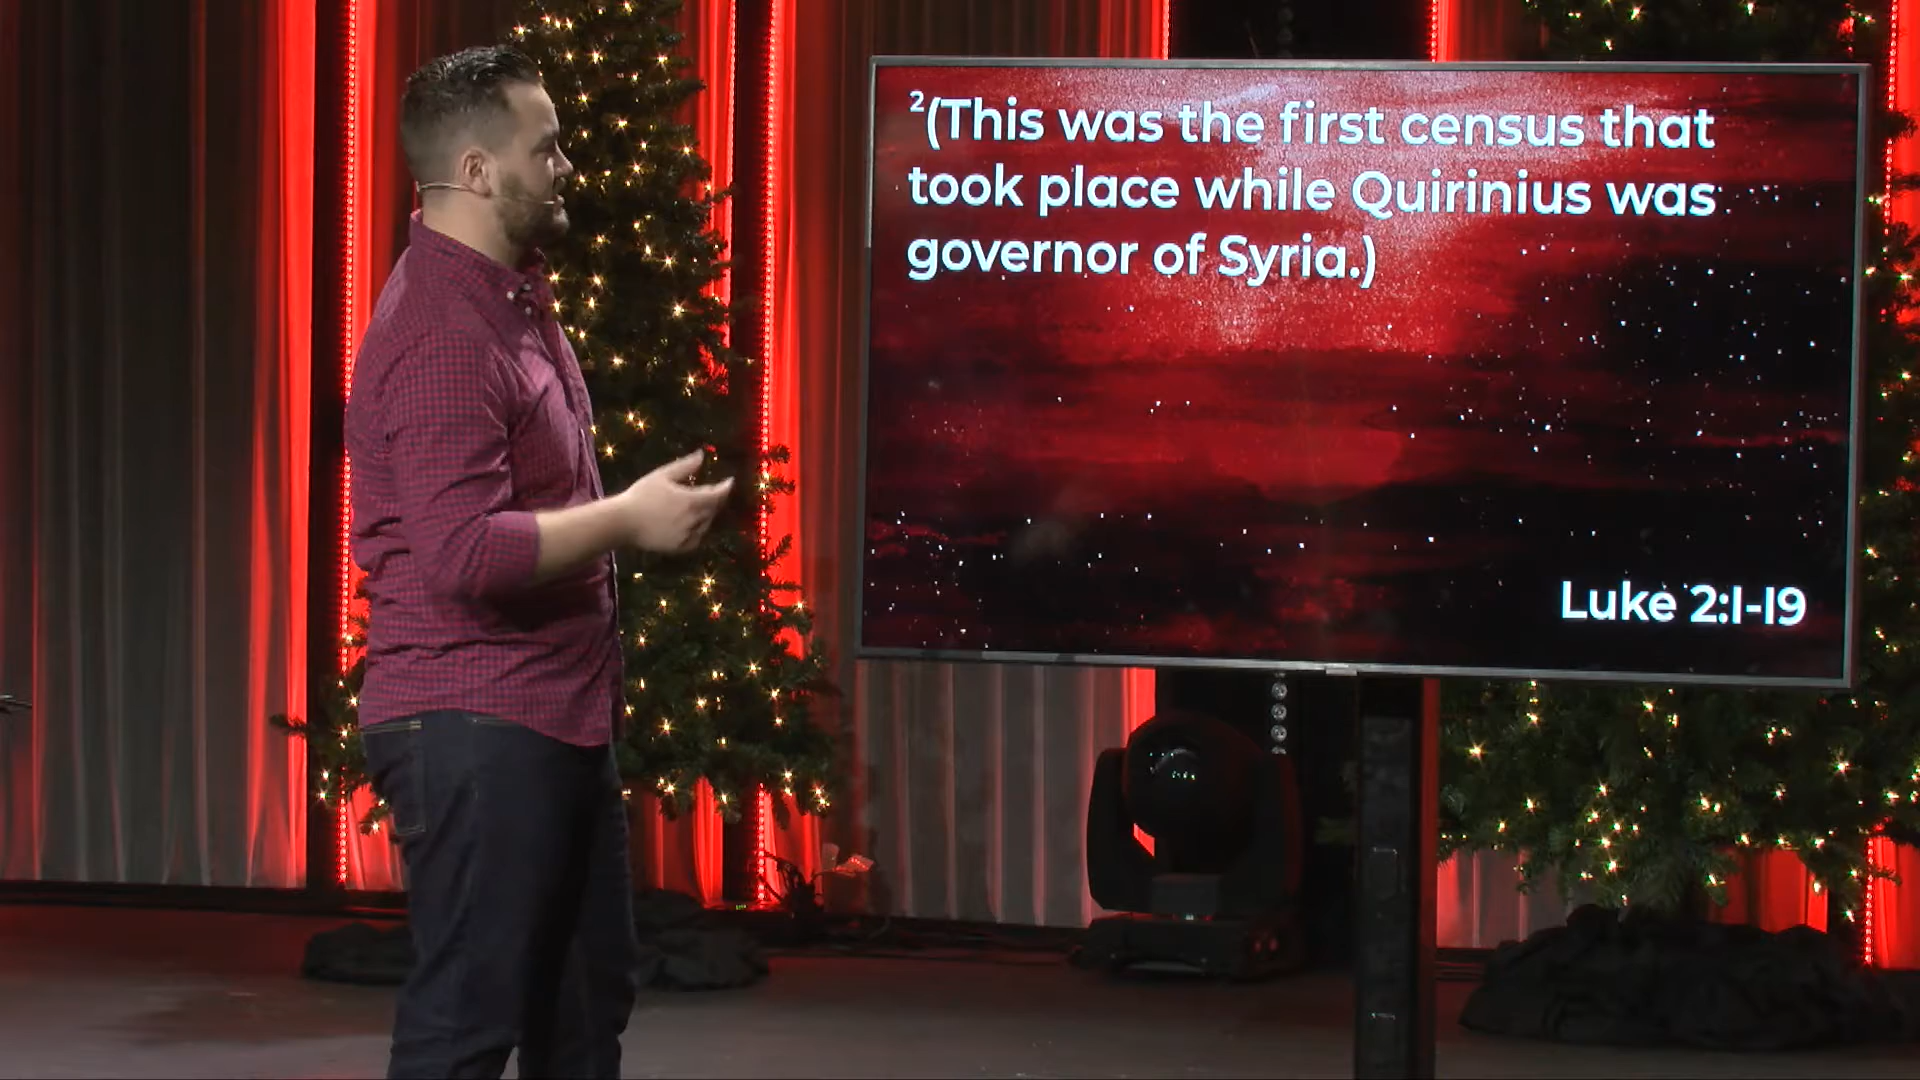 ²(This was the first census that
took place while Quirinius was
governor of Syria.)
Luke 2:1-19